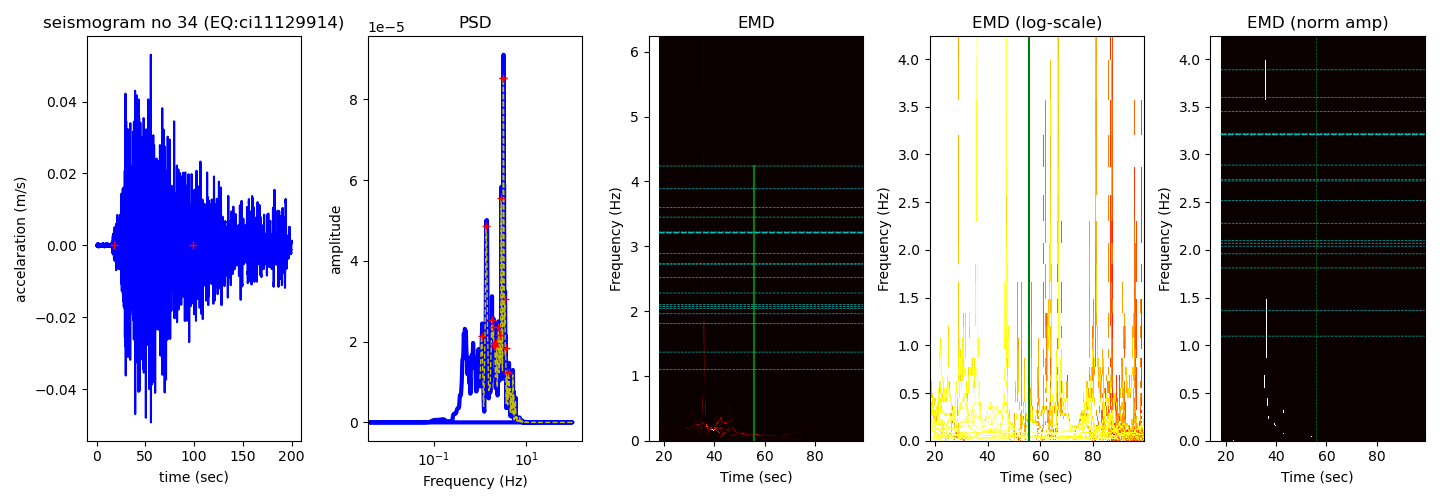 seismogram no 34 (EQ:ci11129914)
accelaration (m/s)
0.04
0.02
0.00
−0.02
−0.04
0 50 100 150 200
time (sec)
PSD
1e−5
amplitude
8
6
4
2
0
10−1 101
Frequency (Hz)
EMD
Frequency (Hz)
6
5
4
3
2
1
0
20 40 60 80
Time (sec)
EMD (log-scale)
Frequency (Hz)
4.0
3.5
3.0
2.5
2.0
1.5
1.0
0.5
0.0
20 40 60 80
Time (sec)
EMD (norm amp)
Frequency (Hz)
4.0
3.5
3.0
2.5
2.0
1.5
1.0
0.5
0.0
20 40 60 80
Time (sec)